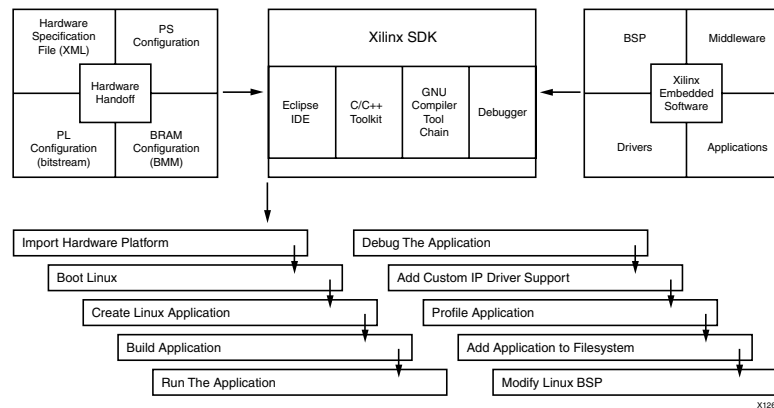 Hardware
Specification
File (XML)
PS
Configuration
Hardware
Handoff
PL
Configuration
(bitstream)
BRAM
Configuration
(BMM)
Xilinx SDK
Eclipse
IDE
C/C++
Toolkit
GNU
Compiler
Tool
Chain
Debugger
BSP
Middleware
Xilinx
Embedded
Software
Drivers
Applications
Import Hardware Platform
Boot Linux
Create Linux Application
Build Application
Run The Application
Debug The Application
Add Custom IP Driver Support
Profile Application
Add Application to Filesystem
Modify Linux BSP